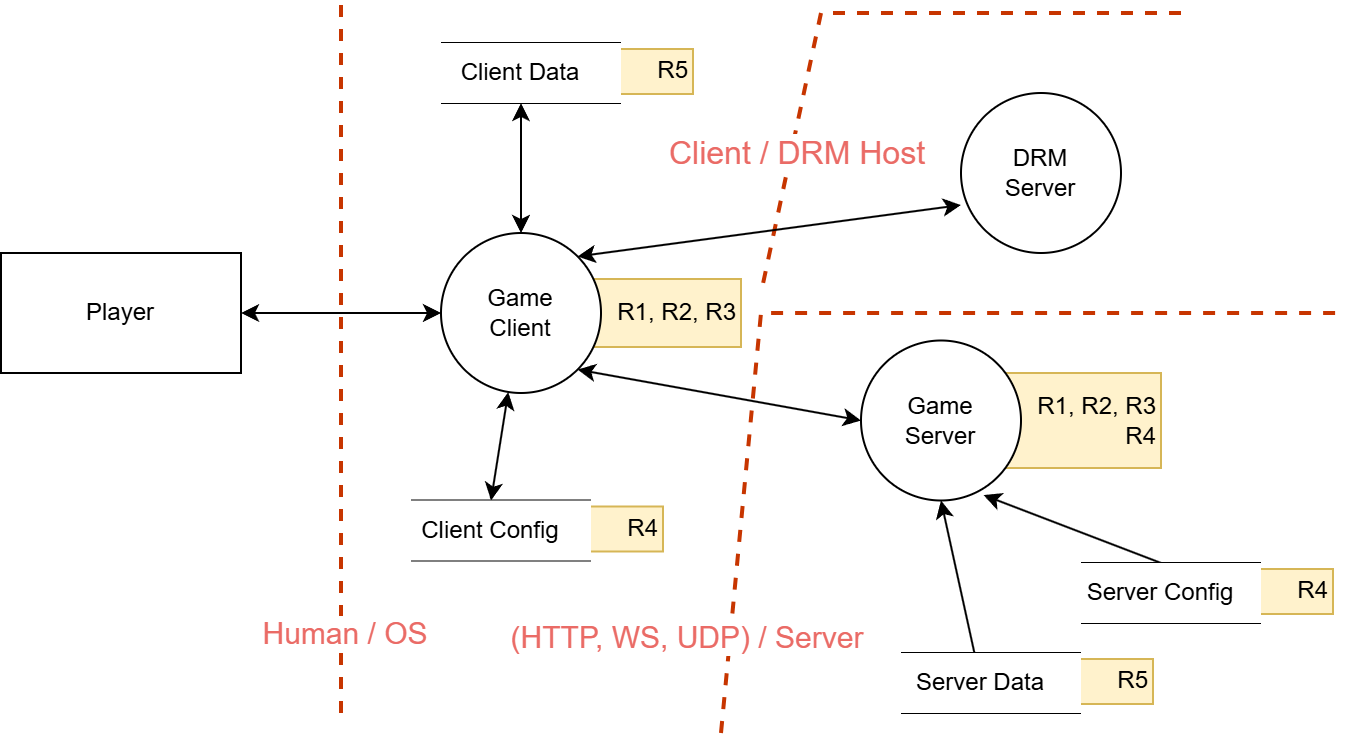 Client Data
R5
Client / DRM Host
DRM
Server
Player
Game
Client
R1, R2, R3
Game
Server
R1, R2, R3
R4
Client Config
R4
Server Config
R4
Human / OS
(HTTP, WS, UDP) / Server
Server Data
R5